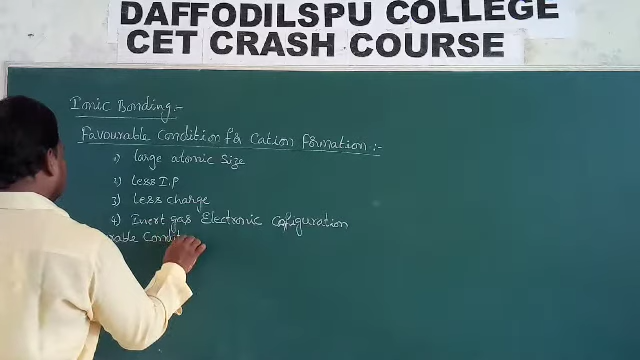 DAFFODILSPU COLLEGE
CET CRASH COURSE
Ionic Bonding :-
Favourable Condition for Cation Formation :-
1) large atomic Size
2) less I.P
3) less charge
4) Inert gas Electronic Configuration
rable Condit